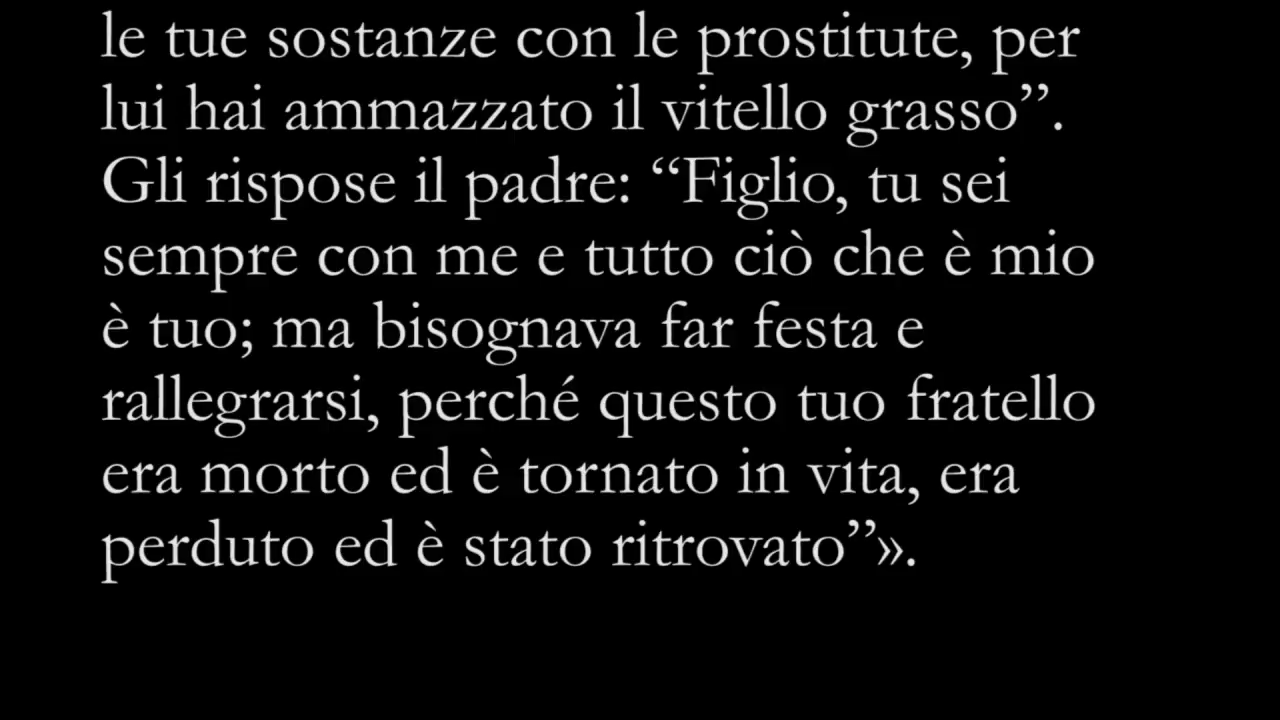 le tue sostanze con le prostitute, per
lui hai ammazzato il vitello grasso”.
Gli rispose il padre: “Figlio, tu sei
sempre con me e tutto ciò che è mio
è tuo; ma bisognava far festa e
rallegrarsi, perché questo tuo fratello
era morto ed è tornato in vita, era
perduto ed è stato ritrovato”».